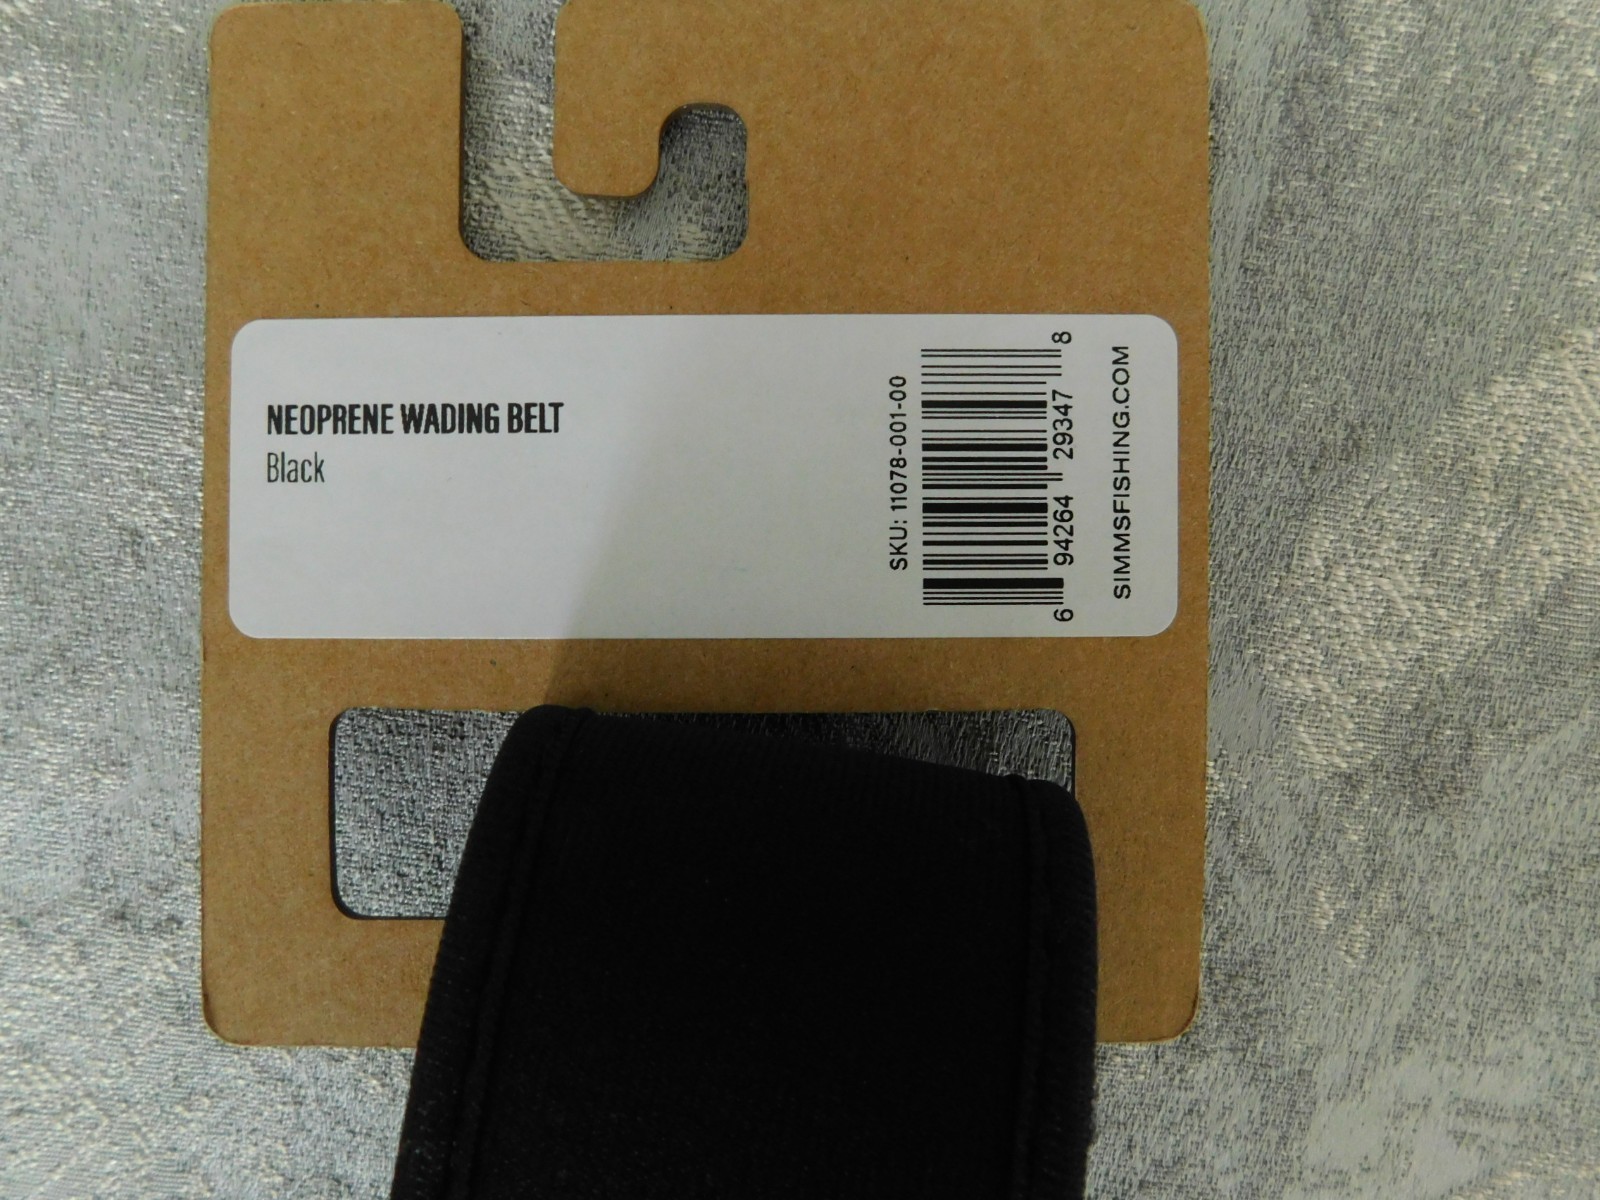 NEOPRENE WADING BELT
Black
SKU: 11078-001-00
6 94264 29347 8
SIMMSFISHING.COM